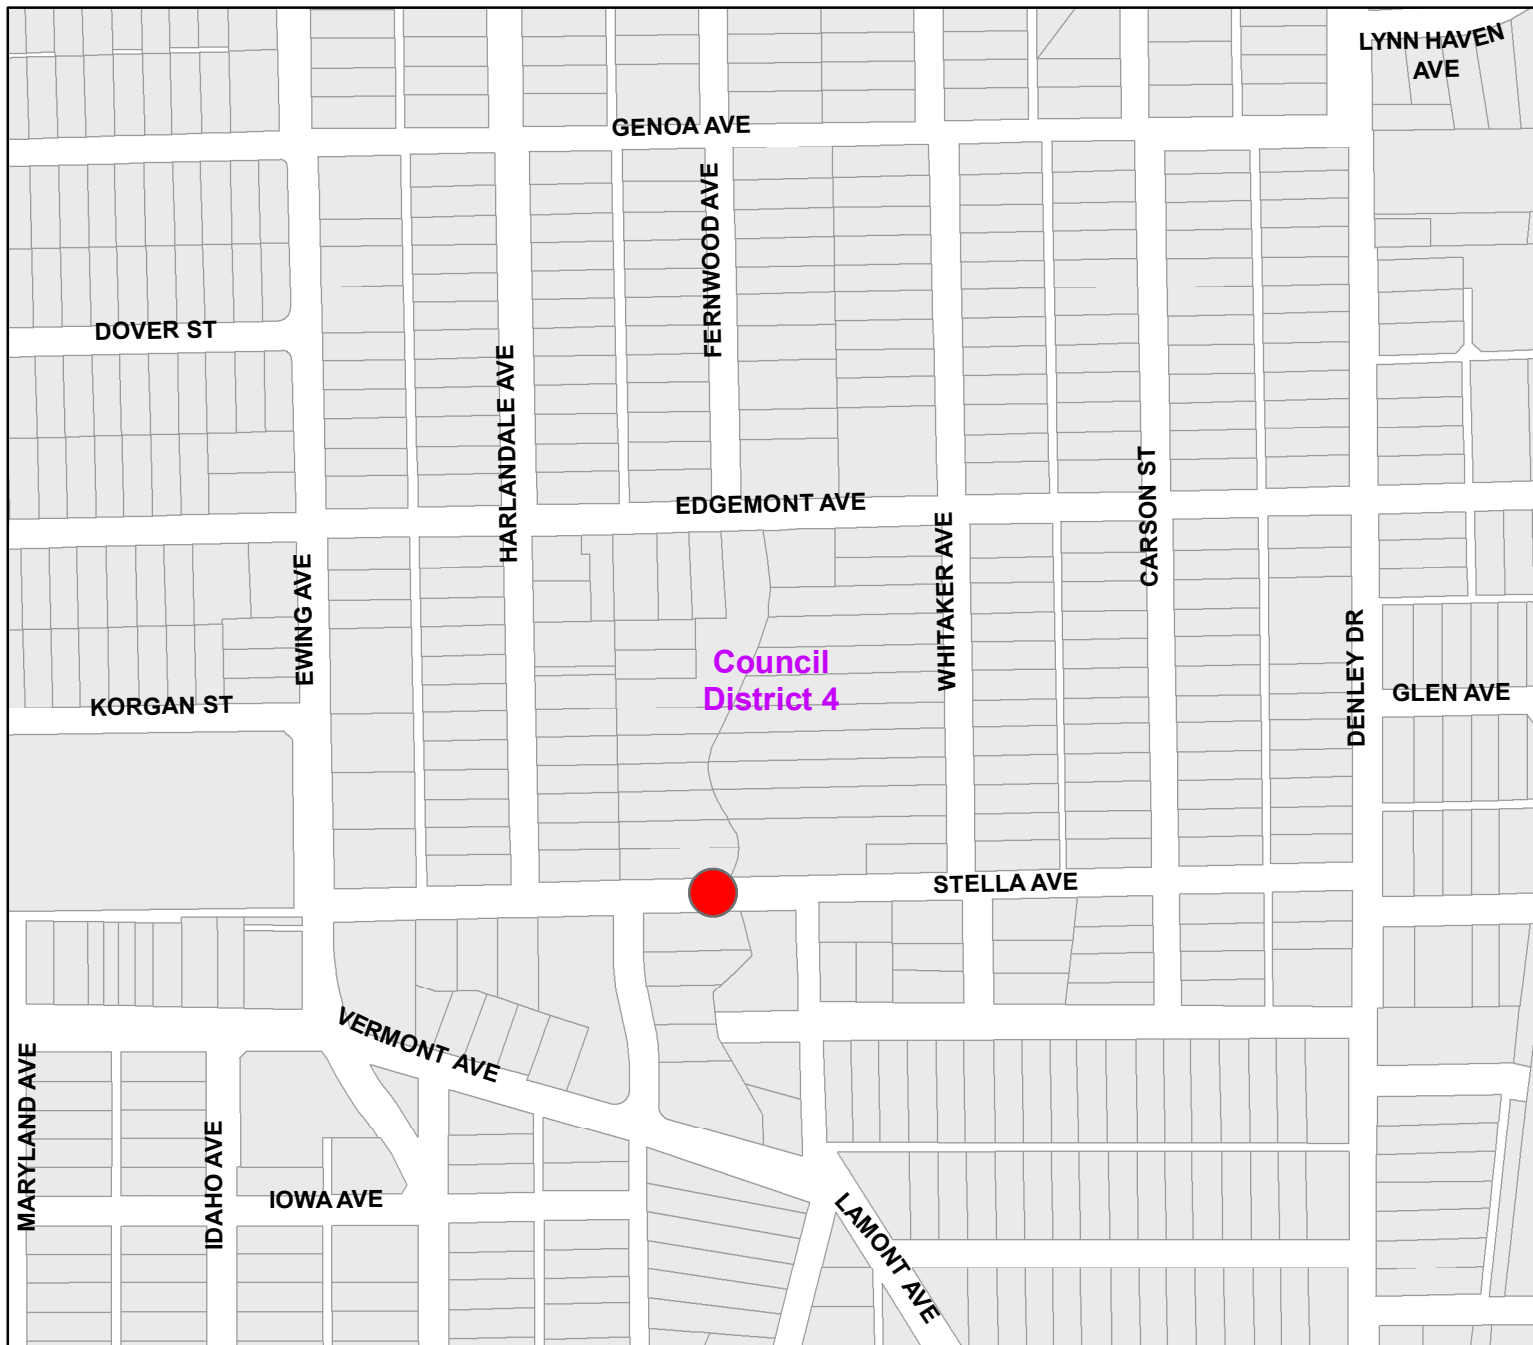 LYNN HAVEN
AVE
GENOA AVE
FERNWOOD AVE
DOVER ST
HARLANDALE AVE
EDGEMONT AVE
CARSON ST
WHITAKER AVE
EWING AVE
DENLEY DR
Council
District 4
GLEN AVE
KORGAN ST
STELLA AVE
VERMONT AVE
MARYLAND AVE
IDAHO AVE
IOWA AVE
LAMONT AVE